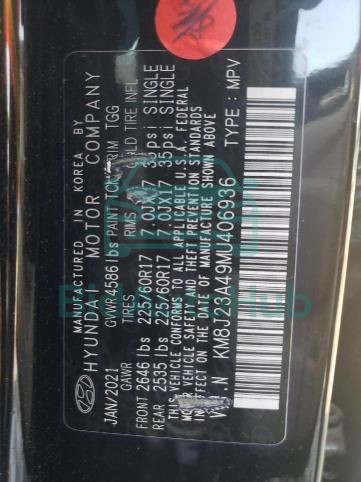 MANUFACTURED IN KOREA BY
HYUNDAI MOTOR COMPANY
GVWR 4586 lbs PAINT TRIM TGG
JAN/2021
GAWR TIRES RIMS COLD TIRE INFL
FRONT 2646 lbs 225/60R17 7.0JX17 35psi SINGLE
REAR 2535 lbs 225/60R17 7.0JX17 35psi SINGLE
THIS VEHICLE CONFORMS TO ALL APPLICABLE U.S.A. FEDERAL
MOTOR VEHICLE SAFETY AND THEFT PREVENTION STANDARDS
IN EFFECT ON THE DATE OF MANUFACTURE SHOWN ABOVE
V.I.N KM8J23A49MU406936 TYPE : MPV